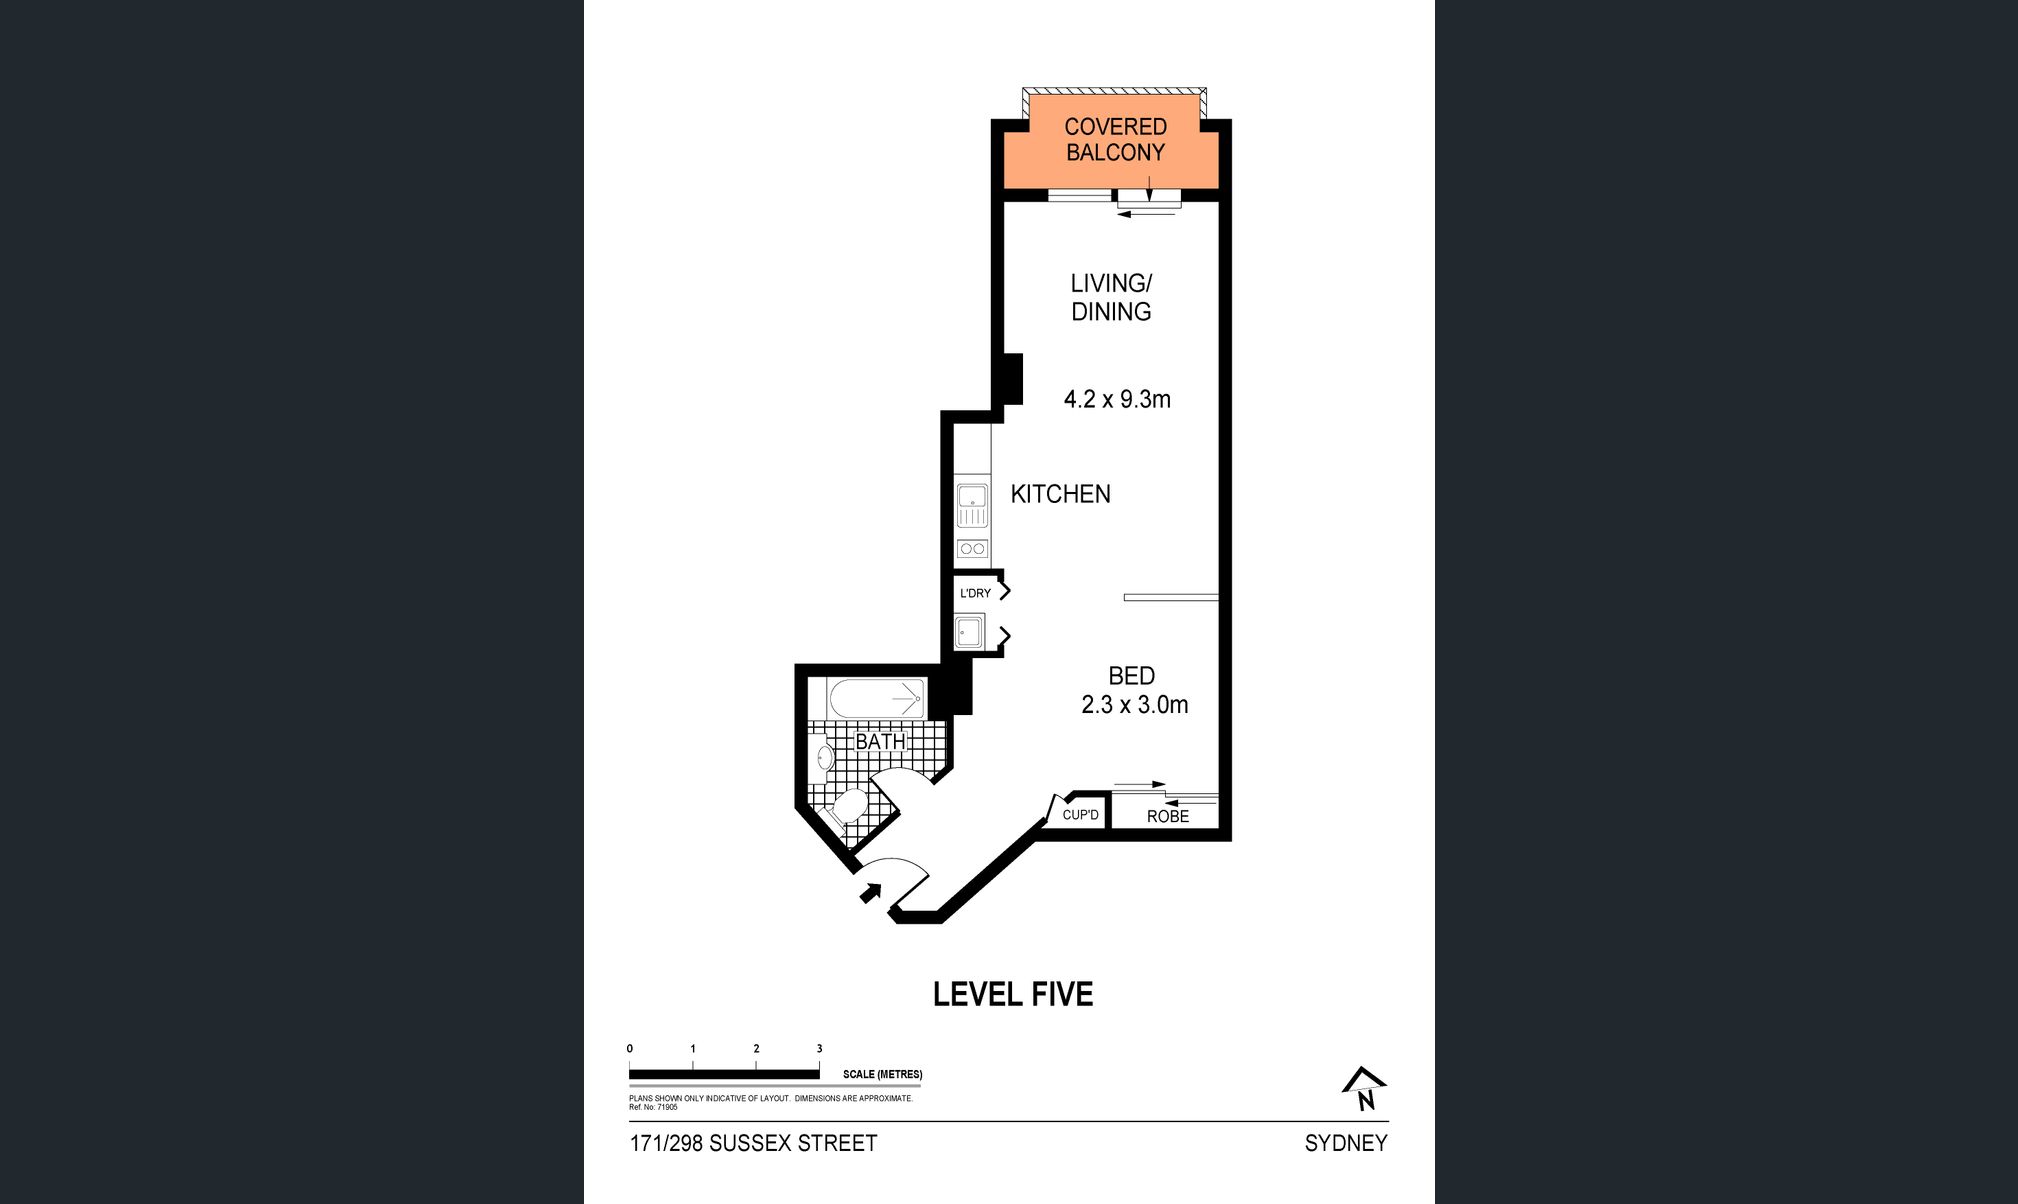 COVERED
BALCONY
LIVING/
DINING
4.2 x 9.3m
KITCHEN
L'DRY
BED
2.3 x 3.0m
BATH
CUP'D
ROBE
LEVEL FIVE
0 1 2 3
SCALE (METRES)
PLANS SHOWN ONLY INDICATIVE OF LAYOUT. DIMENSIONS ARE APPROXIMATE.
Ref. No: 71905
N
171/298 SUSSEX STREET
SYDNEY